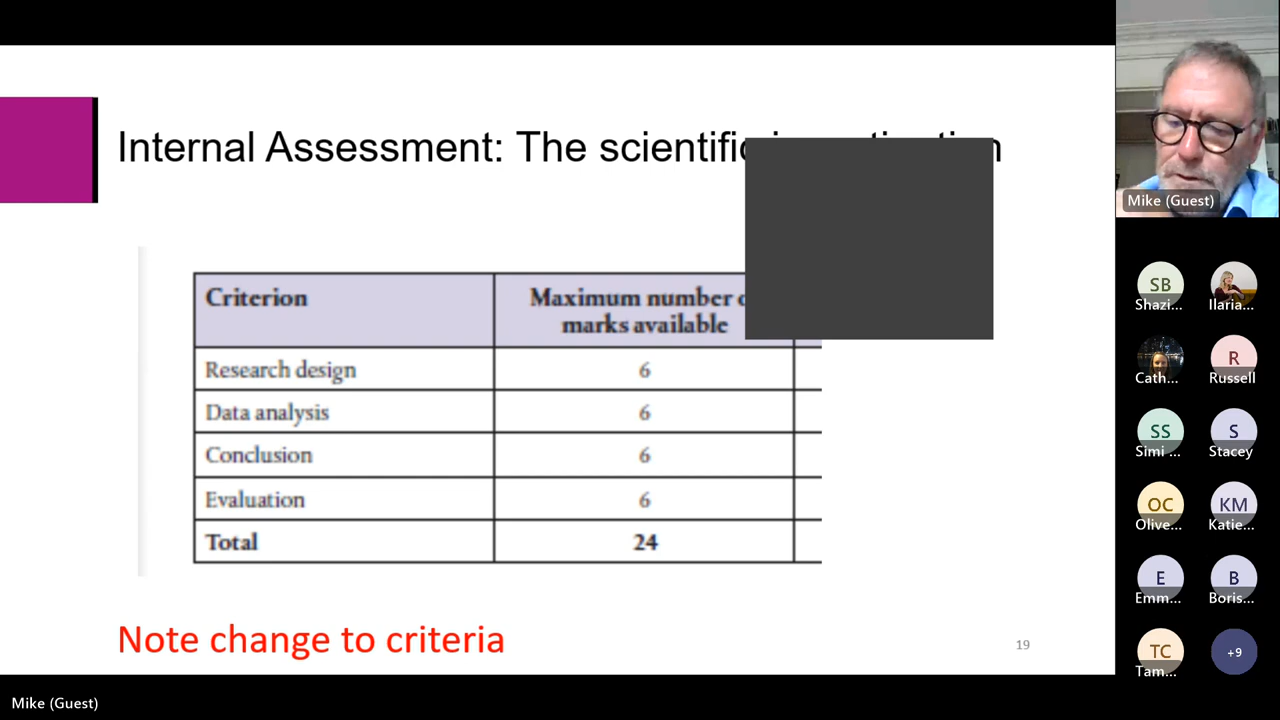 Internal Assessment: The scientific
Criterion
Maximum number
marks available
Research design
6
Data analysis
6
Conclusion
6
Evaluation
6
Total
24
Note change to criteria
19
Mike (Guest)
SB
Shazi...
Ilaria...
Cath...
R
Russell
SS
Simi ...
S
Stacey
OC
Olive...
KM
Katie...
E
Emm...
B
Boris...
TC
Tam...
+9
Mike (Guest)